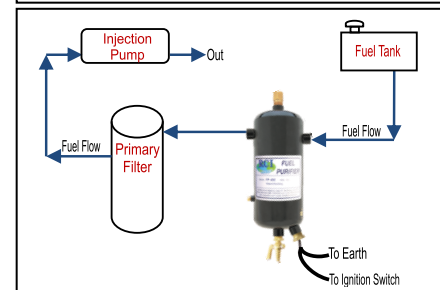 Injection
Pump
Out
Fuel Tank
Fuel Flow
Fuel Flow
Primary
Filter
FUEL
PURIFIER
To Earth
To Ignition Switch